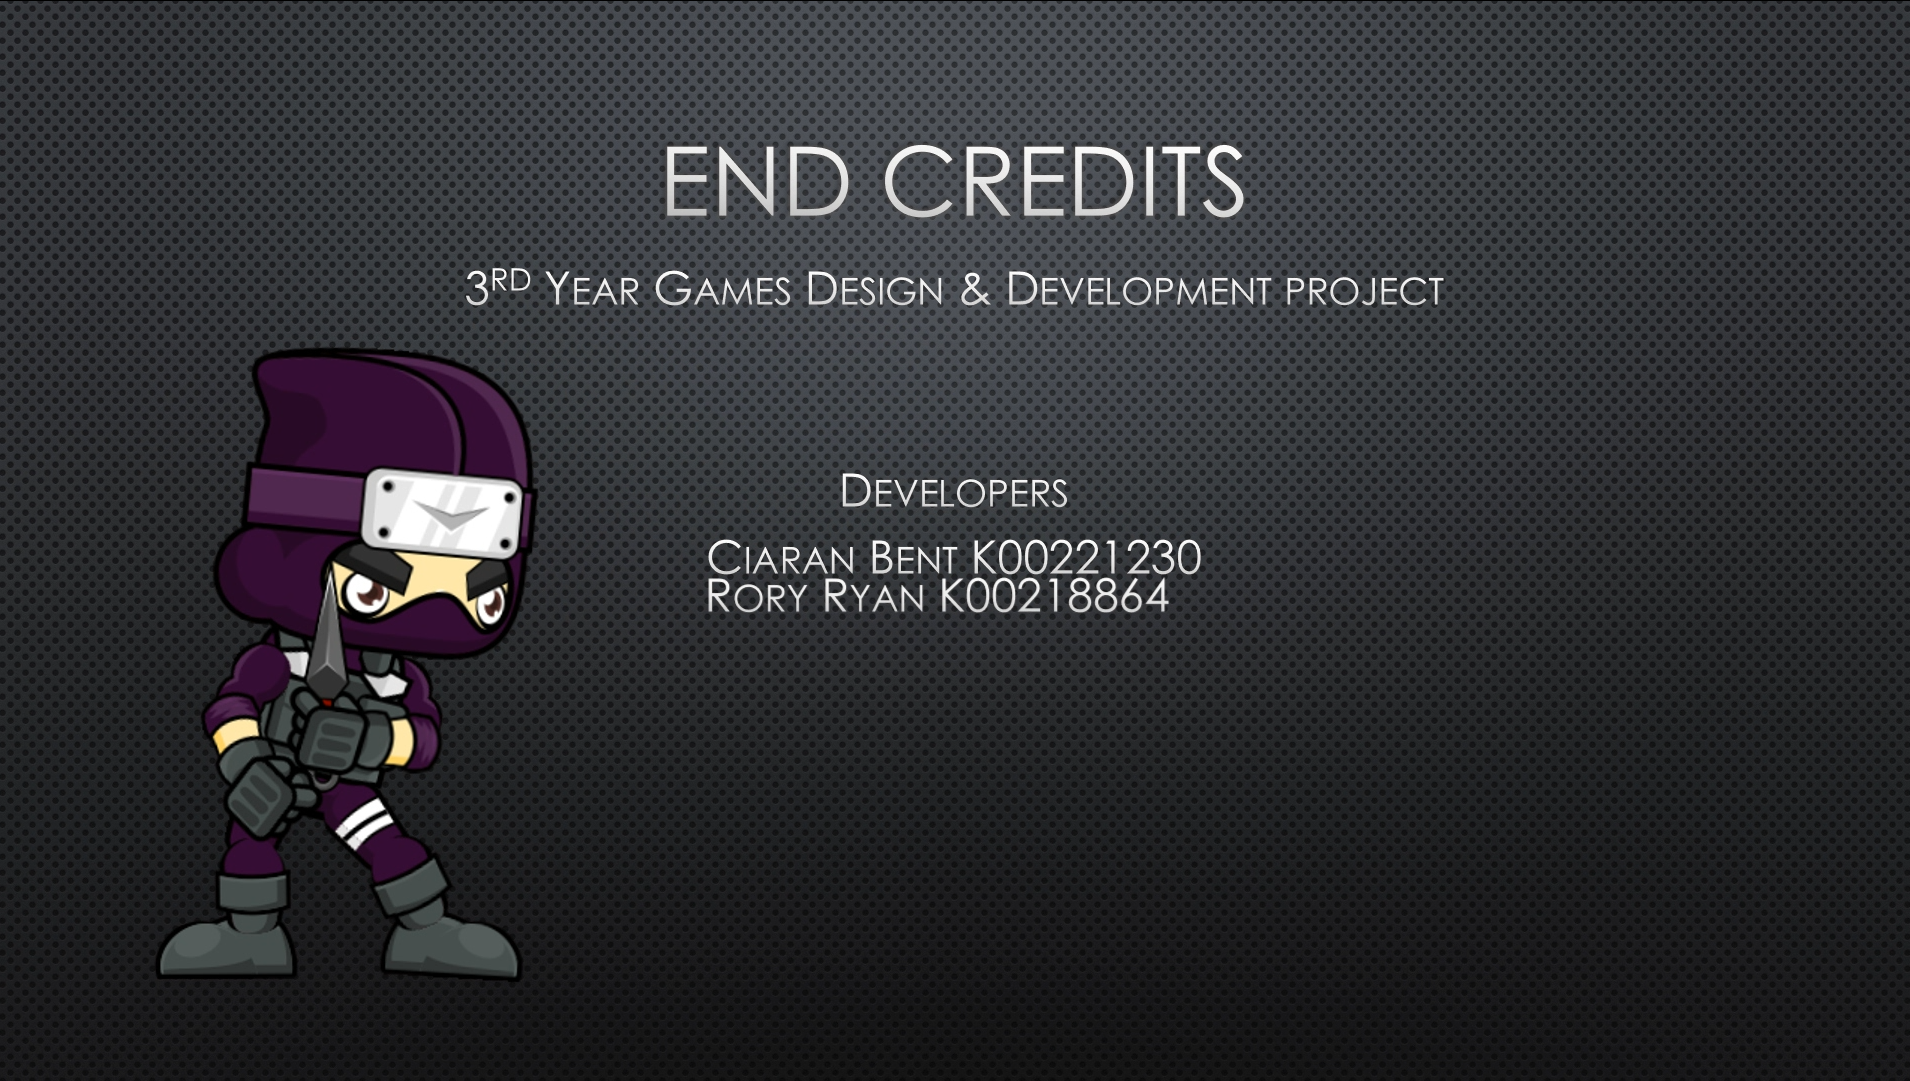 END CREDITS
3RD YEAR GAMES DESIGN & DEVELOPMENT PROJECT
DEVELOPERS
CIARAN BENT K00221230
RORY RYAN K00218864